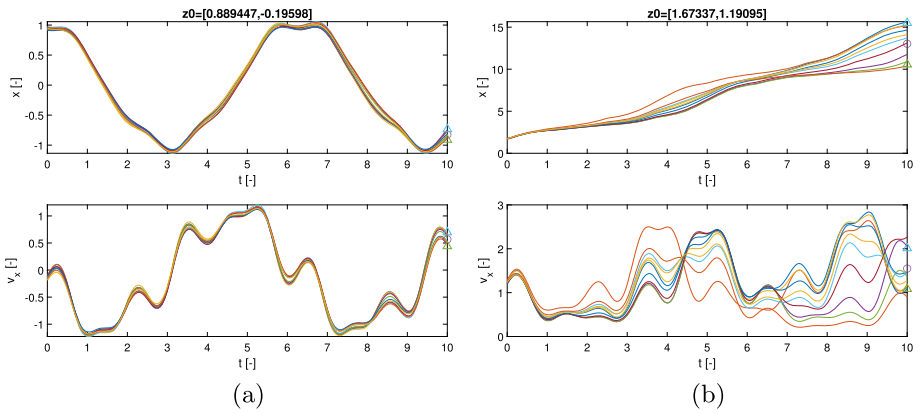 z0=[0.889447,-0.19598]
x [-]
1
0.5
0
-0.5
-1
0 1 2 3 4 5 6 7 8 9 10
t [-]
v_x [-]
1
0.5
0
-0.5
-1
0 1 2 3 4 5 6 7 8 9 10
t [-]
(a)
z0=[1.67337,1.19095]
x [-]
15
10
5
0
0 1 2 3 4 5 6 7 8 9 10
t [-]
v_x [-]
3
2
1
0
0 1 2 3 4 5 6 7 8 9 10
t [-]
(b)